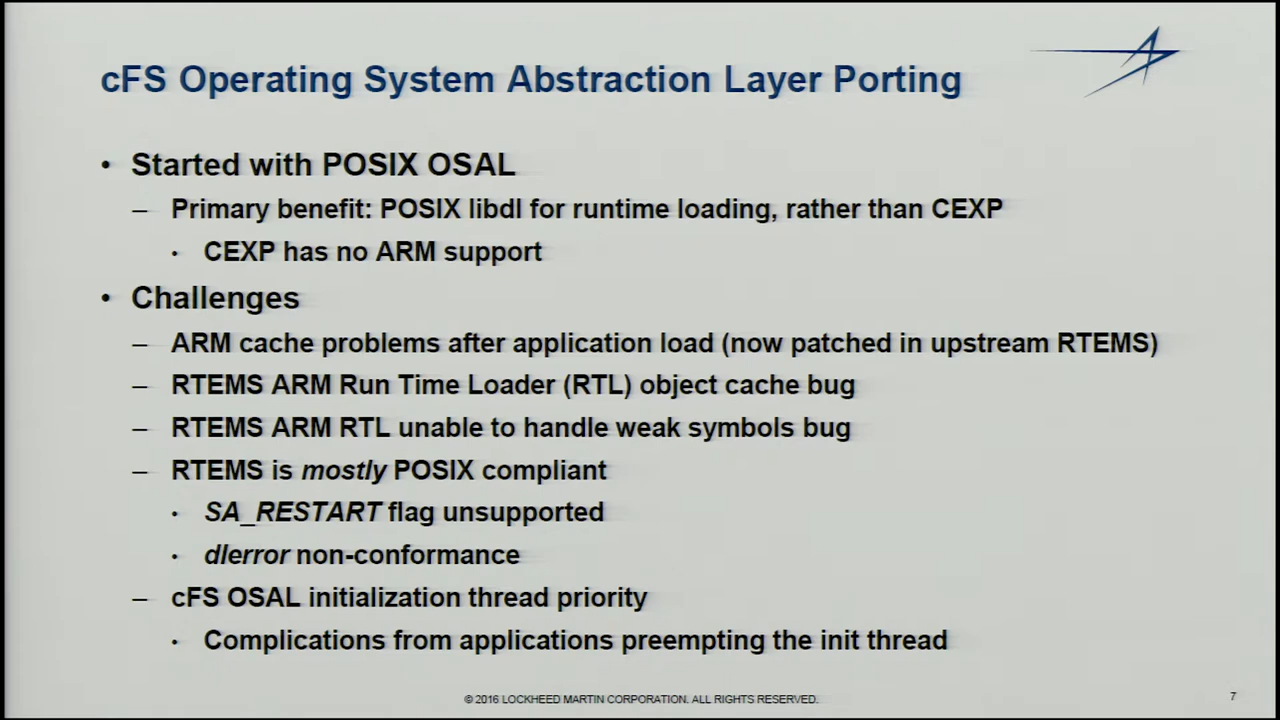 cFS Operating System Abstraction Layer Porting
• Started with POSIX OSAL
– Primary benefit: POSIX libdl for runtime loading, rather than CEXP
• CEXP has no ARM support
• Challenges
– ARM cache problems after application load (now patched in upstream RTEMS)
– RTEMS ARM Run Time Loader (RTL) object cache bug
– RTEMS ARM RTL unable to handle weak symbols bug
– RTEMS is mostly POSIX compliant
• SA_RESTART flag unsupported
• dlerror non-conformance
– cFS OSAL initialization thread priority
• Complications from applications preempting the init thread
© 2016 LOCKHEED MARTIN CORPORATION. ALL RIGHTS RESERVED.
7